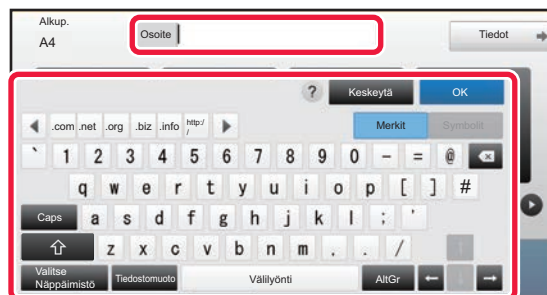 Alkup.
A4
Osoite
Tiedot
?
Keskeytä
OK
.com .net .org .biz .info http:/
/
Merkit
Symbolit
` 1 2 3 4 5 6 7 8 9 0 - = @
q w e r t y u i o p [ ] #
Caps a s d f g h j k l ; '
z x c v b n m , . /
Valitse
Näppäimistö
Tiedostomuoto
Välilyönti
AltGr